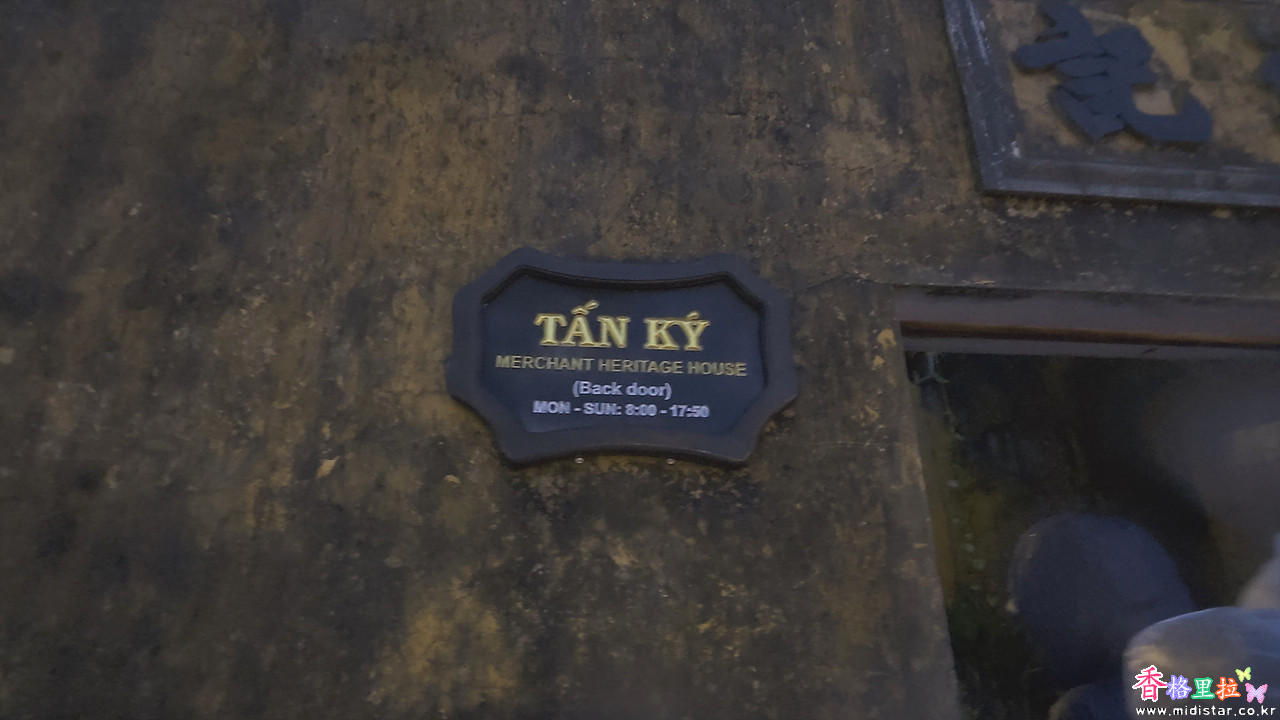 TẤN KÝ
MERCHANT HERITAGE HOUSE
(Back door)
MON - SUN: 8:00 - 17:50
香格里拉
www.midistar.co.kr